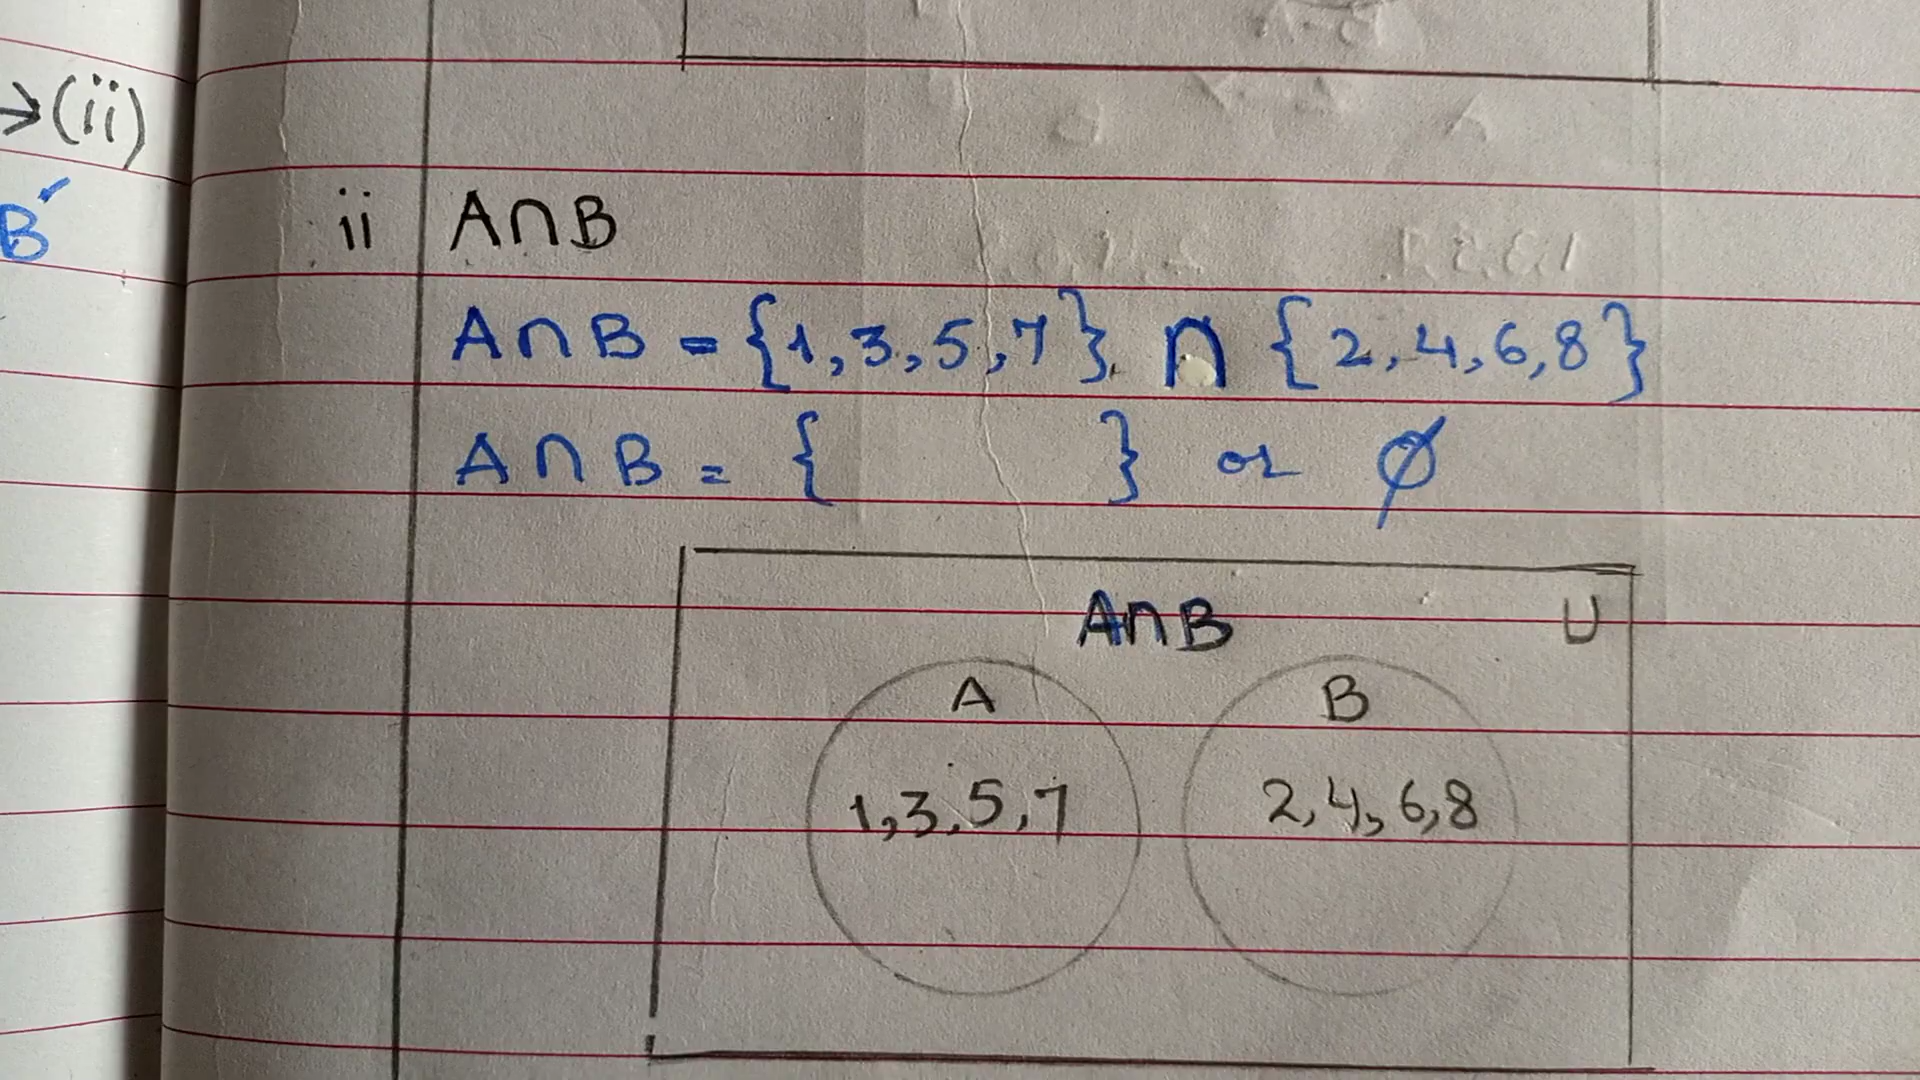 →(ii)
B′
ii A∩B
A∩B = {1,3,5,7} ∩ {2,4,6,8}
A∩B = { } or ∅
A∩B U
A B
1,3,5,7 2,4,6,8